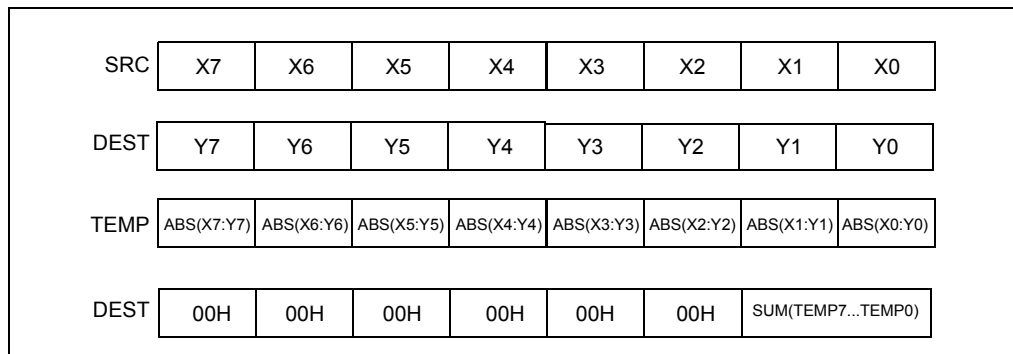 SRC X7 X6 X5 X4 X3 X2 X1 X0
DEST Y7 Y6 Y5 Y4 Y3 Y2 Y1 Y0
TEMP ABS(X7:Y7) ABS(X6:Y6) ABS(X5:Y5) ABS(X4:Y4) ABS(X3:Y3) ABS(X2:Y2) ABS(X1:Y1) ABS(X0:Y0)
DEST 00H 00H 00H 00H 00H 00H SUM(TEMP7...TEMP0)